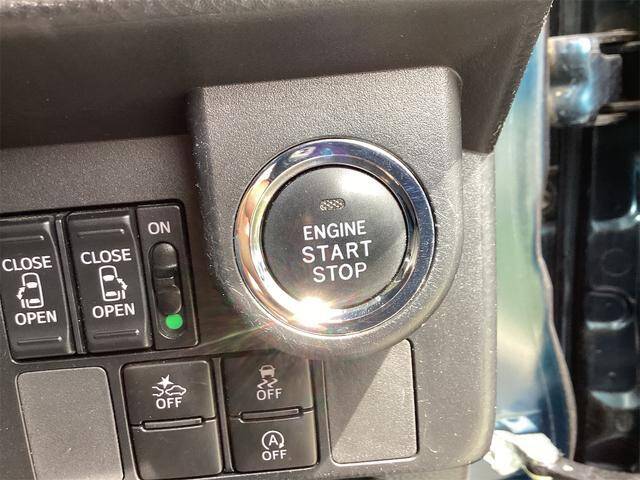 ENGINE
START
STOP
CLOSE
OPEN
CLOSE
OPEN
ON
OFF
OFF
A
OFF